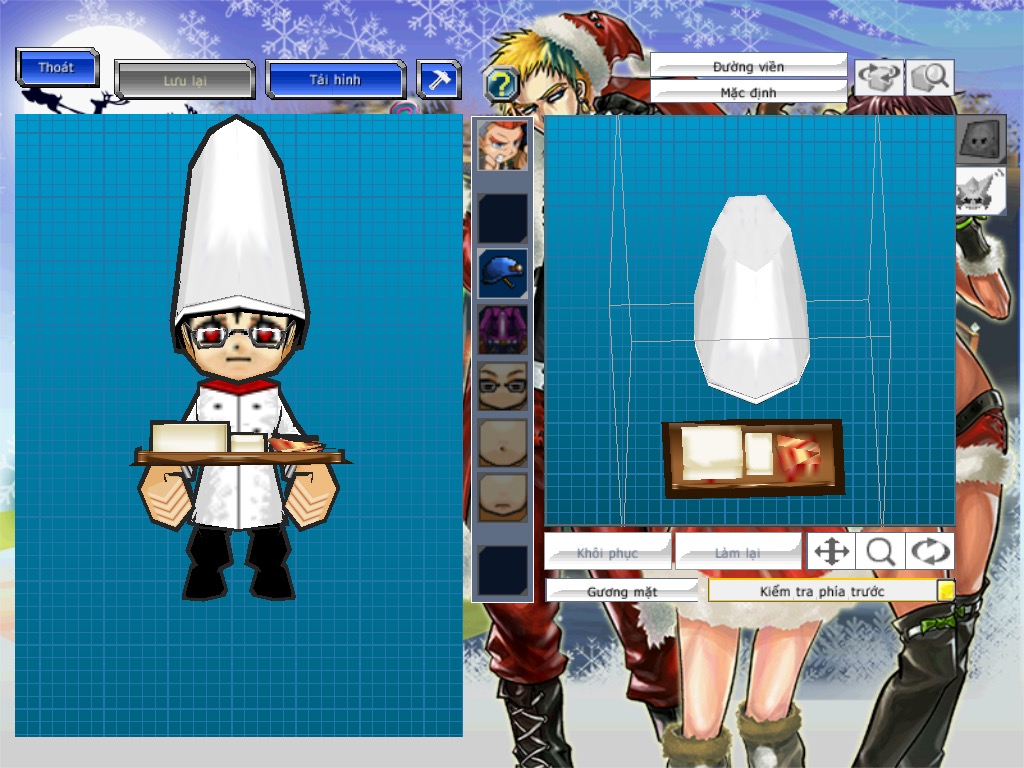 Thoát
Lưu lại
Tải hình
?
Đường viền
Mặc định
Khôi phục
Làm lại
Gương mặt
Kiểm tra phía trước